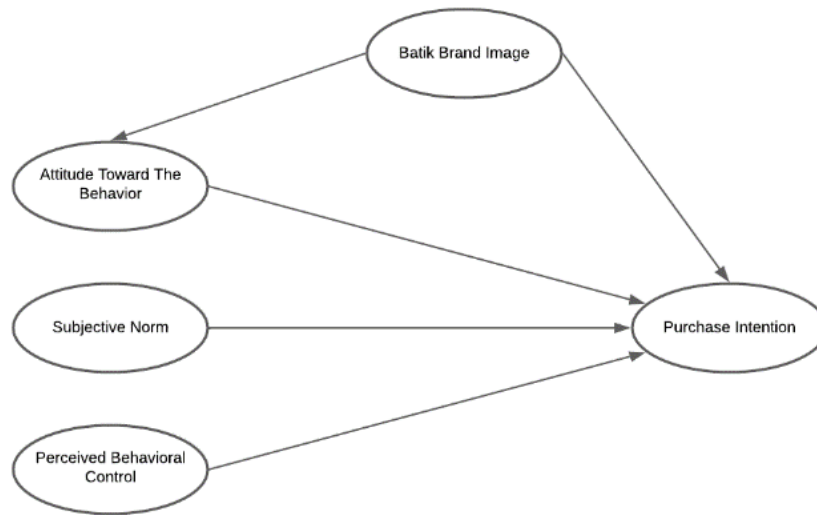 Batik Brand Image
Attitude Toward The
Behavior
Subjective Norm
Purchase Intention
Perceived Behavioral
Control